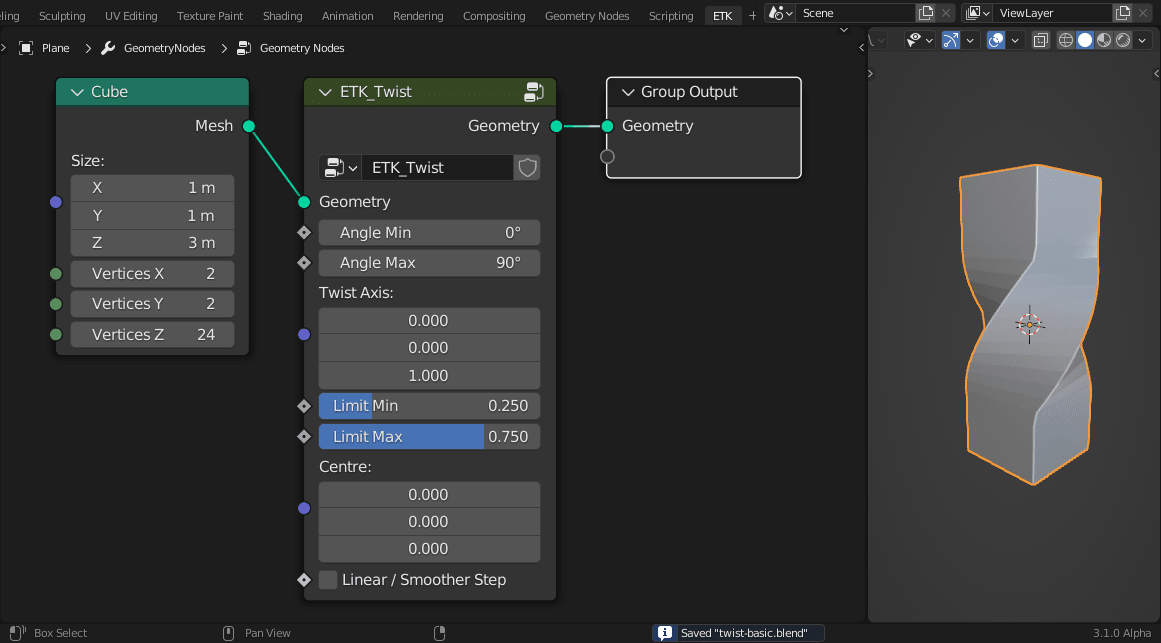 ling Sculpting UV Editing Texture Paint Shading Animation Rendering Compositing Geometry Nodes Scripting ETK + Scene ViewLayer
Plane GeometryNodes Geometry Nodes
Cube
Mesh
Size:
X 1 m
Y 1 m
Z 3 m
Vertices X 2
Vertices Y 2
Vertices Z 24
ETK_Twist
Geometry
ETK_Twist
Geometry
Angle Min 0°
Angle Max 90°
Twist Axis:
0.000
0.000
1.000
Limit Min 0.250
Limit Max 0.750
Centre:
0.000
0.000
0.000
Linear / Smoother Step
Group Output
Geometry
Box Select Pan View Saved "twist-basic.blend" 3.1.0 Alpha